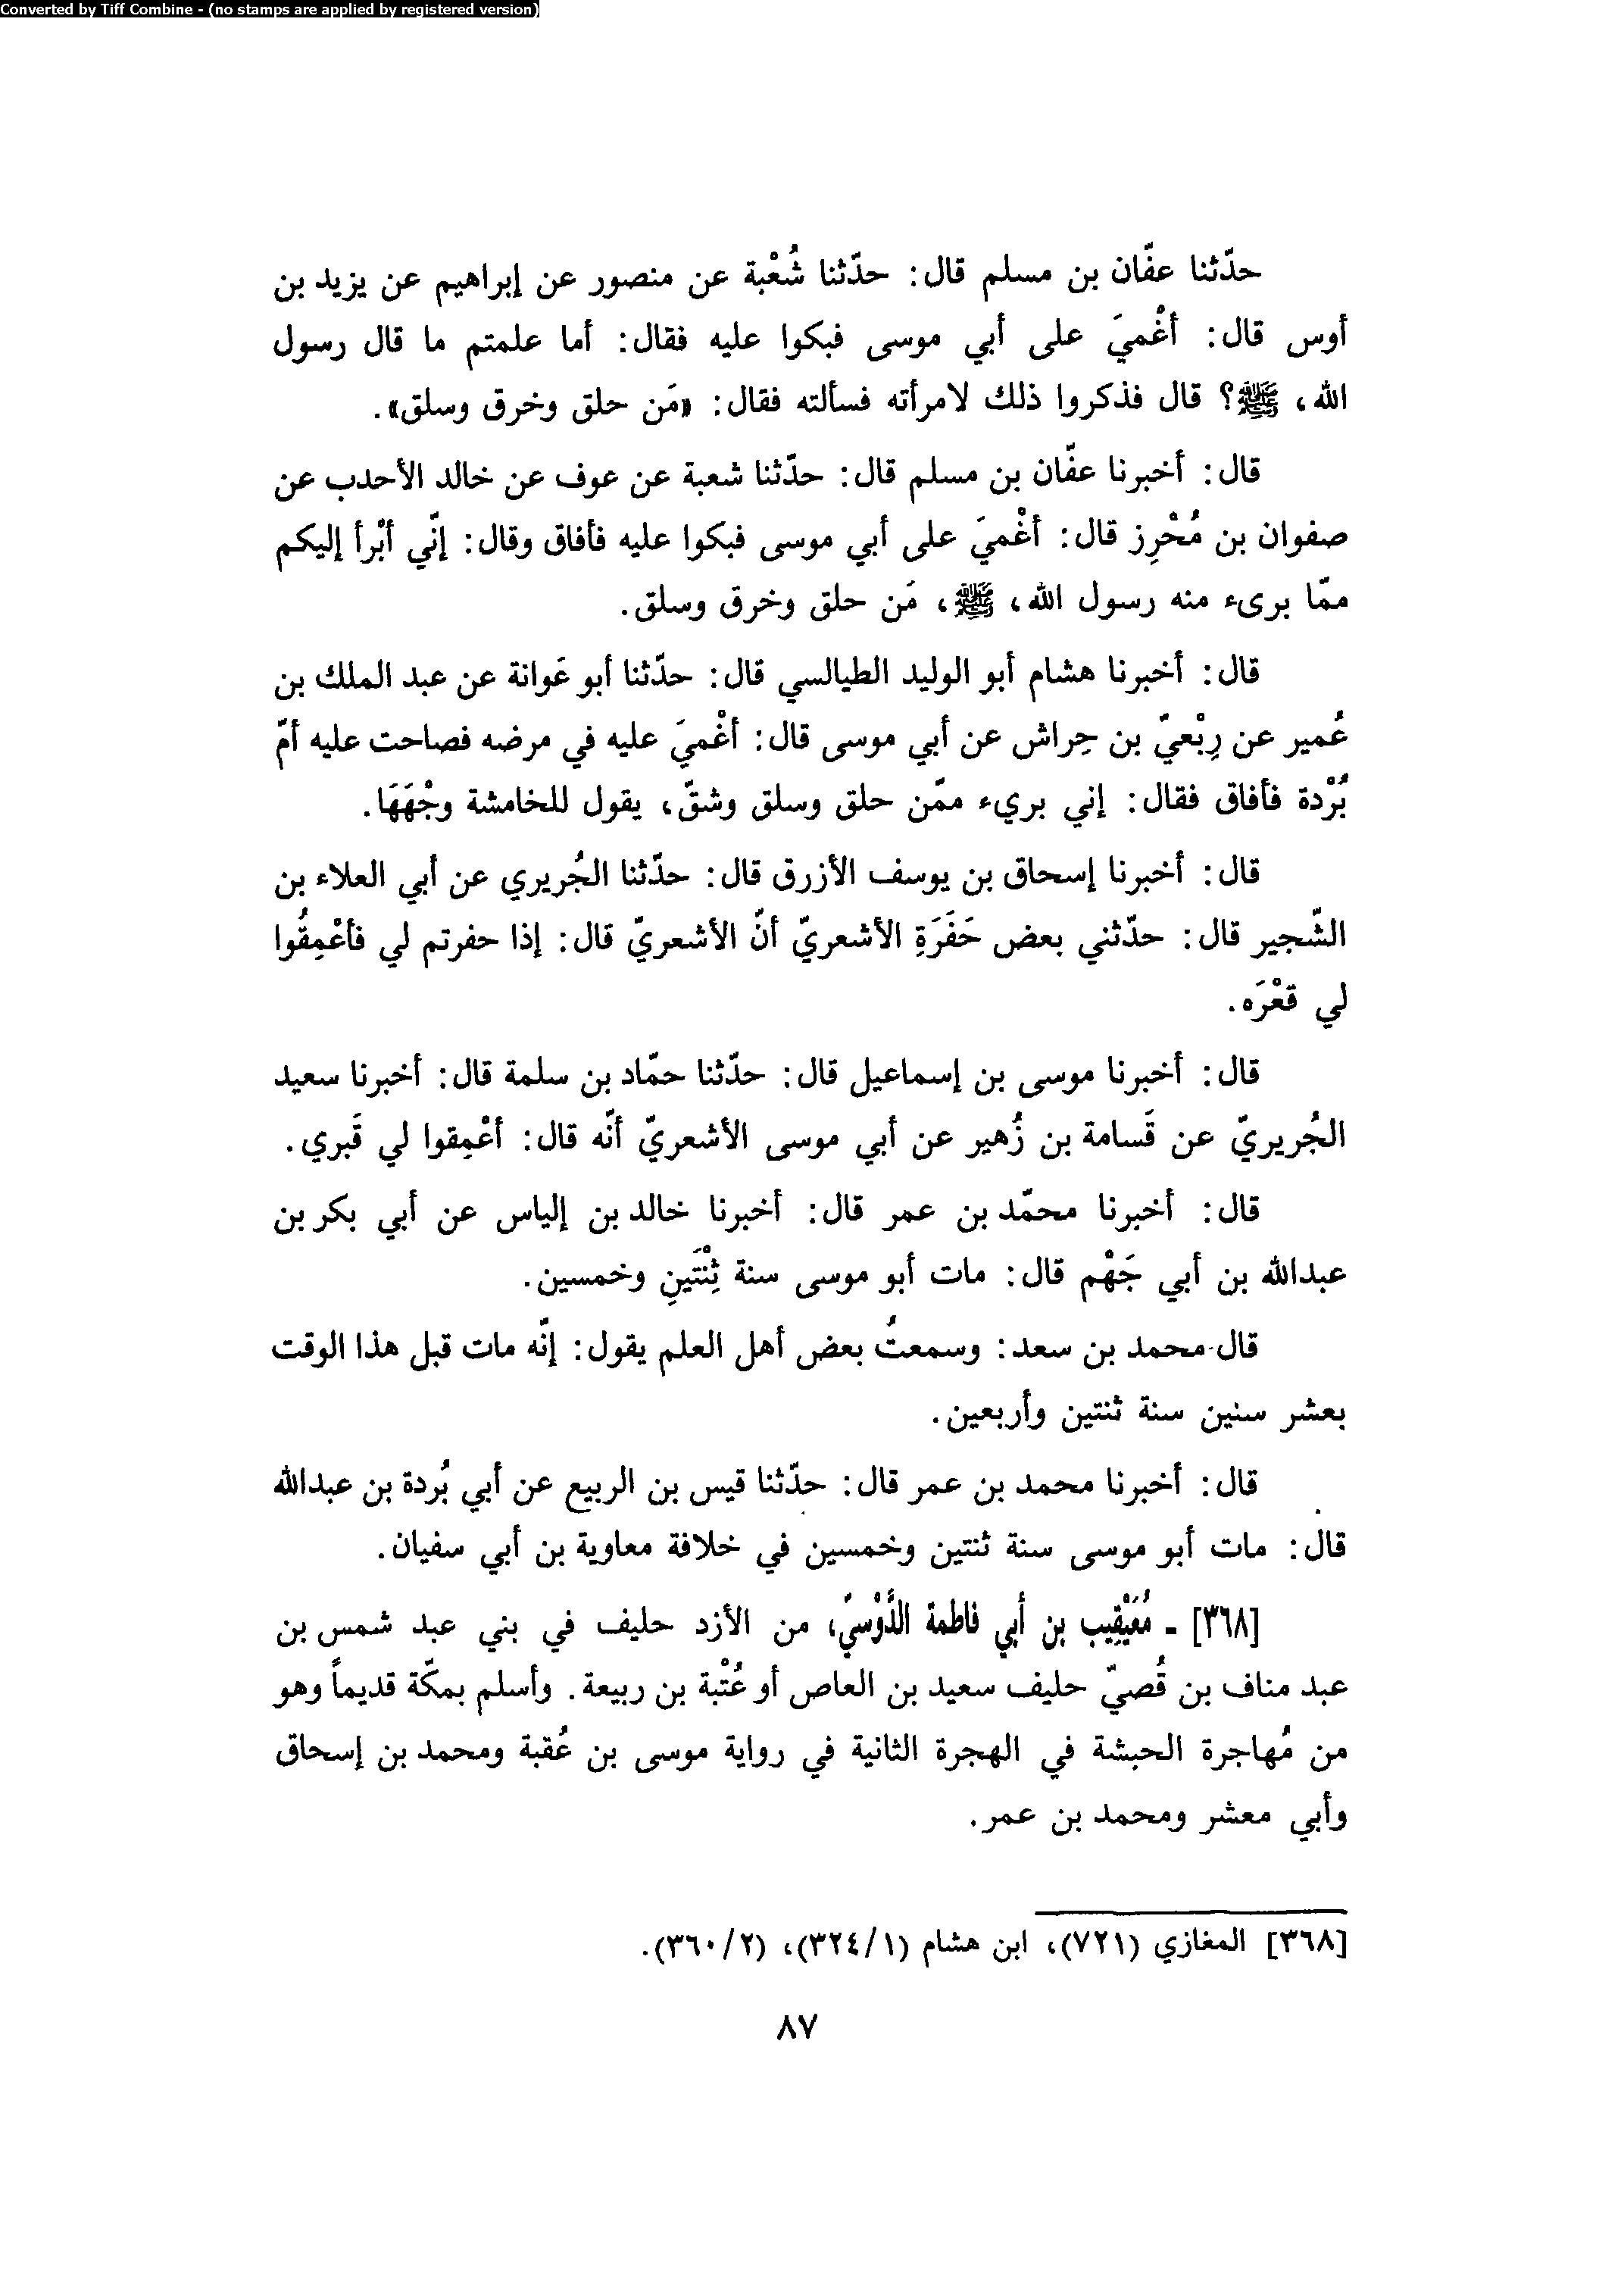 Converted by Tiff Combine - (no stamps are applied by registered version)
حدّثنا عفّان بن مسلم قال: حدّثنا شُعْبة عن منصور عن إبراهيم عن يزيد بن
أوس قال: أُغْميَ على أبي موسى فبكوا عليه فقال: أما علمتم ما قال رسول
الله، ﷺ؟ قال فذكروا ذلك لامرأته فسألته فقال: «مَن حلق وخرق وسلق».
قال: أخبرنا عفّان بن مسلم قال: حدّثنا شعبة عن عوف عن خالد الأحدب عن
صفوان بن مُحْرِز قال: أُغْميَ على أبي موسى فبكوا عليه فأفاق وقال: إنّي أبْرأ إليكم
ممّا برىء منه رسول الله، ﷺ، مَن حلق وخرق وسلق.
قال: أخبرنا هشام أبو الوليد الطيالسي قال: حدّثنا أبو عَوانة عن عبد الملك بن
عُمير عن رِبْعيّ بن حِراش عن أبي موسى قال: أُغْميَ عليه في مرضه فصاحت عليه أمّ
بُرْدة فأفاق فقال: إني بريء ممّن حلق وسلق وشقّ، يقول للخامشة وجْهَهَا.
قال: أخبرنا إسحاق بن يوسف الأزرق قال: حدّثنا الجُريري عن أبي العلاء بن
الشّجير قال: حدّثني بعض حَفَرَةِ الأشعريّ أنّ الأشعريّ قال: إذا حفرتم لي فأعْمِقُوا
لي قعْرَه.
قال: أخبرنا موسى بن إسماعيل قال: حدّثنا حمّاد بن سلمة قال: أخبرنا سعيد
الجُريريّ عن قَسامة بن زُهير عن أبي موسى الأشعريّ أنّه قال: أعْمِقوا لي قَبري.
قال: أخبرنا محمّد بن عمر قال: أخبرنا خالد بن إلياس عن أبي بكر بن
عبدالله بن أبي جَهْم قال: مات أبو موسى سنة ثِنْتَينِ وخمسين.
قال محمد بن سعد: وسمعتُ بعض أهل العلم يقول: إنّه مات قبل هذا الوقت
بعشر سنين سنة ثنتين وأربعين.
قال: أخبرنا محمد بن عمر قال: حدّثنا قيس بن الربيع عن أبي بُردة بن عبدالله
قال: مات أبو موسى سنة ثنتين وخمسين في خلافة معاوية بن أبي سفيان.
[٣٦٨] ـ مُعَيْقِيب بن أبي فاطمة الدَّوْسيّ، من الأزد حليف في بني عبد شمس بن
عبد مناف بن قُصيّ حليف سعيد بن العاص أو عُتْبة بن ربيعة. وأسلم بمكّة قديماً وهو
من مُهاجرة الحبشة في الهجرة الثانية في رواية موسى بن عُقبة ومحمد بن إسحاق
وأبي معشر ومحمد بن عمر.
[٣٦٨] المغازي (٧٢١)، ابن هشام (٣٢٤/١)، (٣٦٠/٢).
٨٧